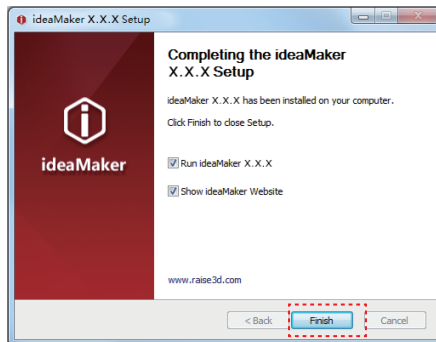 ideaMaker X.X.X Setup
Completing the ideaMaker
X.X.X Setup
ideaMaker X.X.X has been installed on your computer.
Click Finish to close Setup.
ideaMaker
Run ideaMaker X.X.X
Show ideaMaker Website
www.raise3d.com
< Back
Finish
Cancel